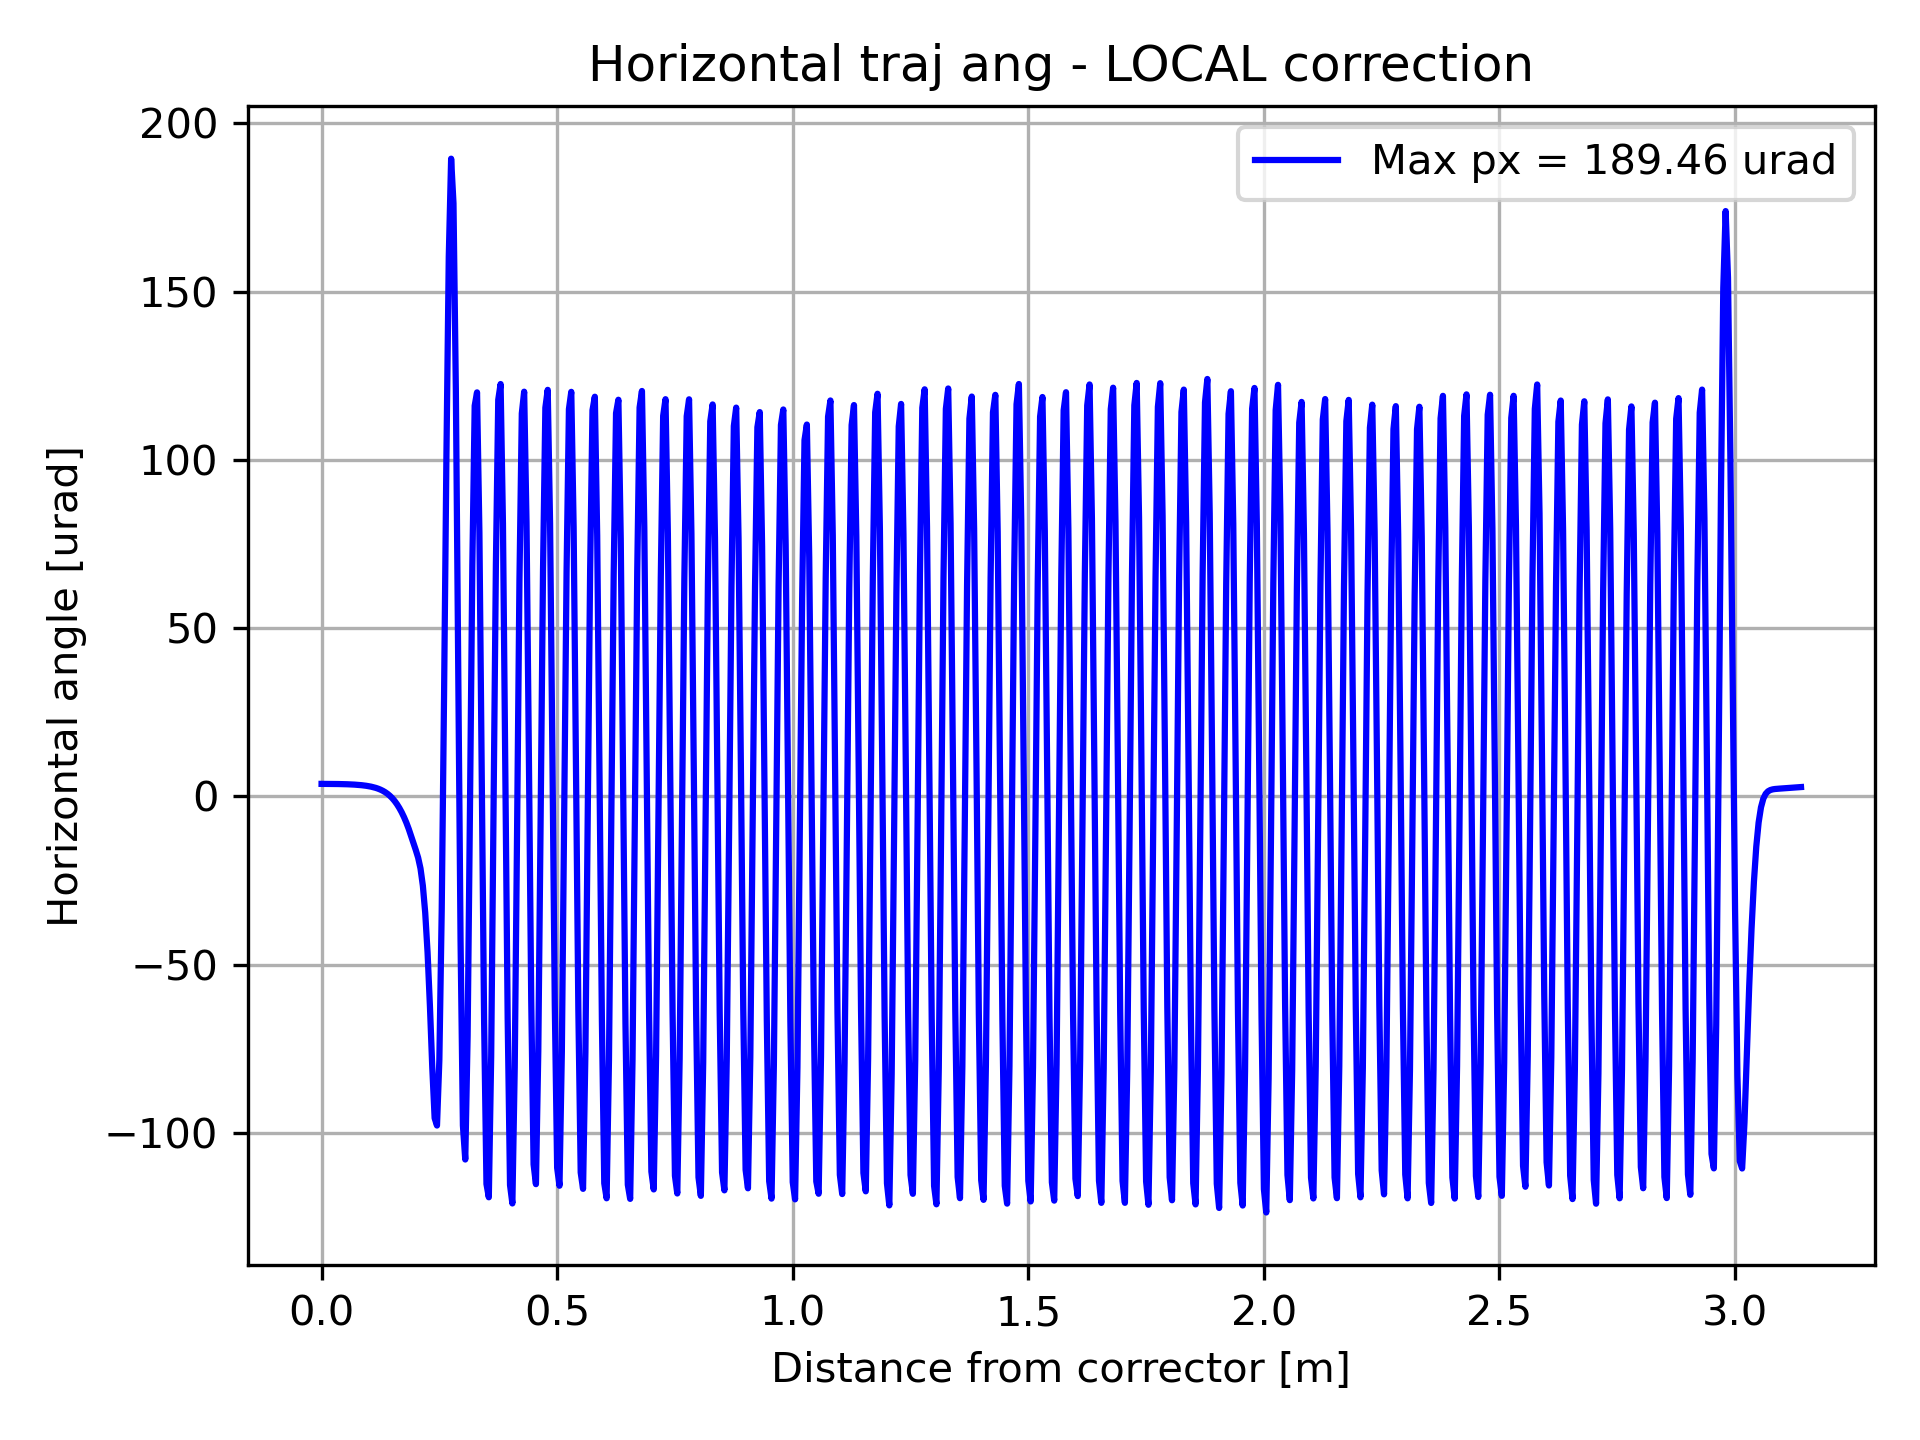 Horizontal traj ang - LOCAL correction
Max px = 189.46 urad
Horizontal angle [urad]
200
150
100
50
0
−50
−100
0.0 0.5 1.0 1.5 2.0 2.5 3.0
Distance from corrector [m]